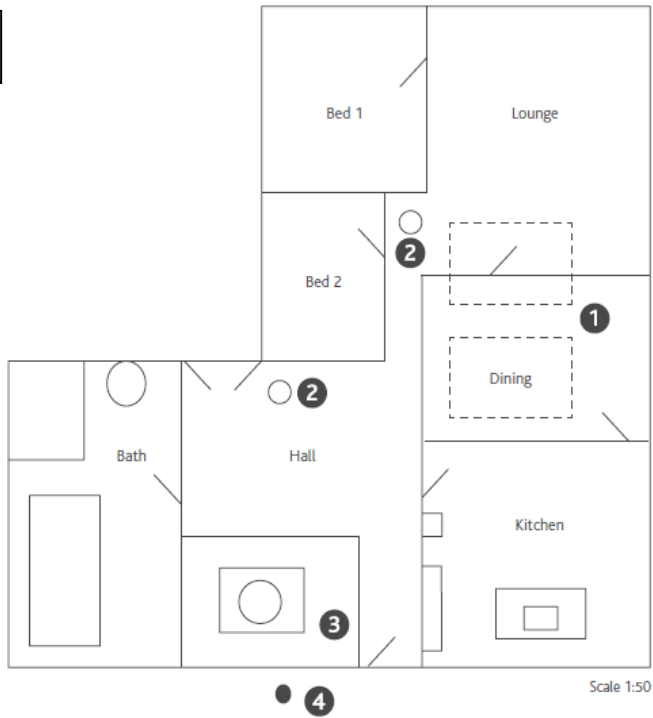 Bed 1
Lounge
2
Bed 2
1
Dining
2
Bath
Hall
Kitchen
3
Scale 1:50
4